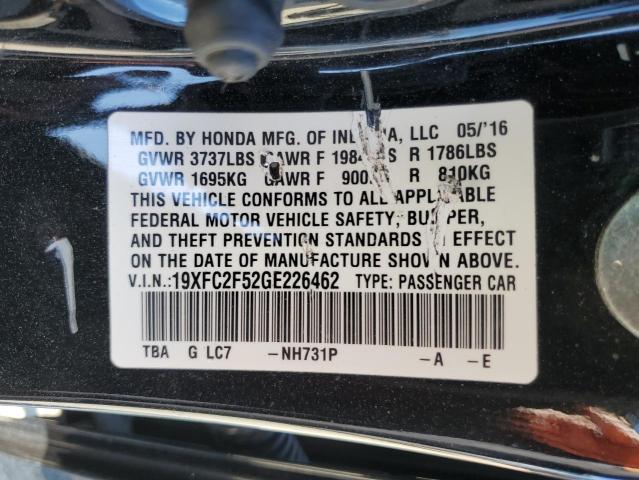 MFD. BY HONDA MFG. OF LLC 05/'16
GVWR 3737LBS GAWR F R 1786LBS
GVWR 1695KG GAWR F R 810KG
THIS VEHICLE CONFORMS TO ALL APPLICABLE
FEDERAL MOTOR VEHICLE SAFETY, BUMPER,
AND THEFT PREVENTION STANDARDS IN EFFECT
ON THE DATE OF MANUFACTURE SHOWN ABOVE.
V.I.N.: 19XFC2F52GE226462 TYPE: PASSENGER CAR
TBA G LC7 -NH731P -A -E